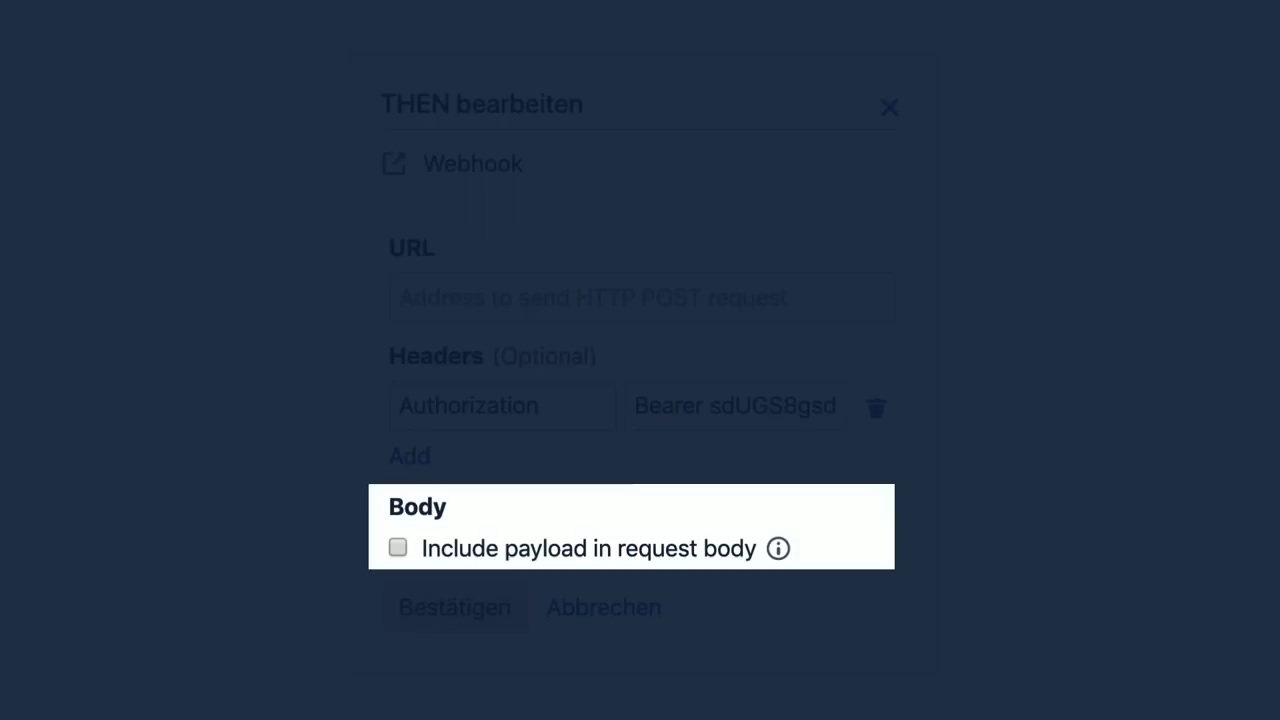 THEN bearbeiten
Webhook
URL
Address to send HTTP POST request
Headers (Optional)
Authorization Bearer sdUGS8gsd
Add
Body
Include payload in request body
Bestätigen Abbrechen